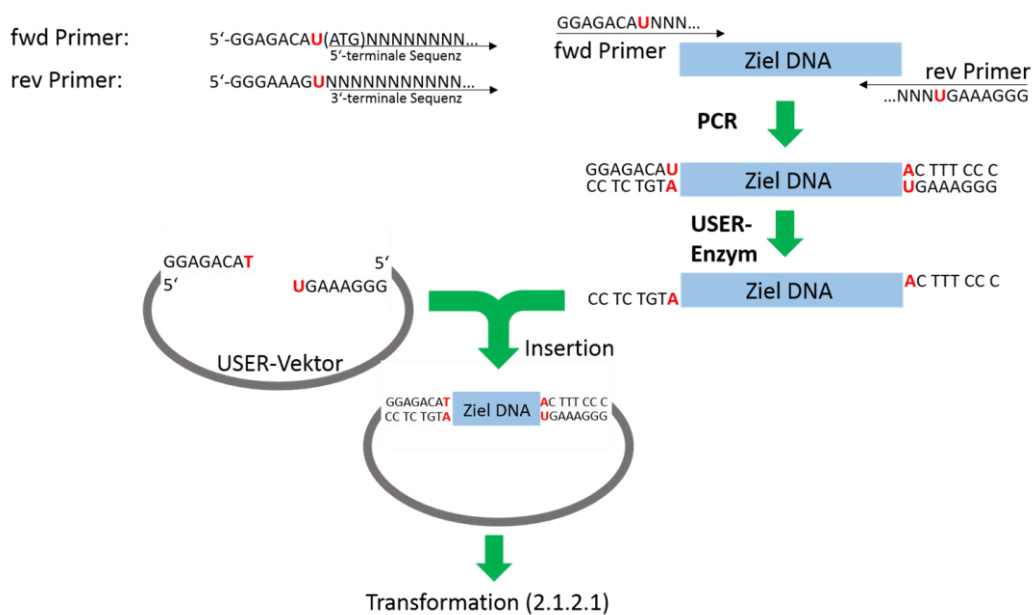 fwd Primer:
5‘-GGAGACAU(ATG)NNNNNNNN...
5‘-terminale Sequenz
rev Primer:
5‘-GGGAAAGUNNNNNNNNNNN...
3‘-terminale Sequenz
GGAGACAUNNN...
fwd Primer
Ziel DNA
rev Primer
...NNNUGAAAGGG
PCR
GGAGACAU
CC TC TGTA
Ziel DNA
AC TTT CC C
UGAAAGGG
USER-
Enzym
CC TC TGTA
Ziel DNA
AC TTT CC C
GGAGACAT
5‘
5‘
UGAAAGGG
USER-Vektor
Insertion
GGAGACAT
CC TC TGTA
Ziel DNA
AC TTT CC C
UGAAAGGG
Transformation (2.1.2.1)